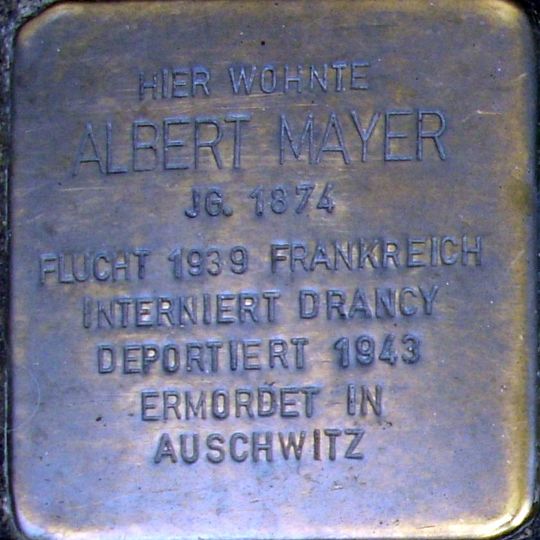 HIER WOHNTE
ALBERT MAYER
JG. 1874
FLUCHT 1939 FRANKREICH
INTERNIERT DRANCY
DEPORTIERT 1943
ERMORDET IN
AUSCHWITZ